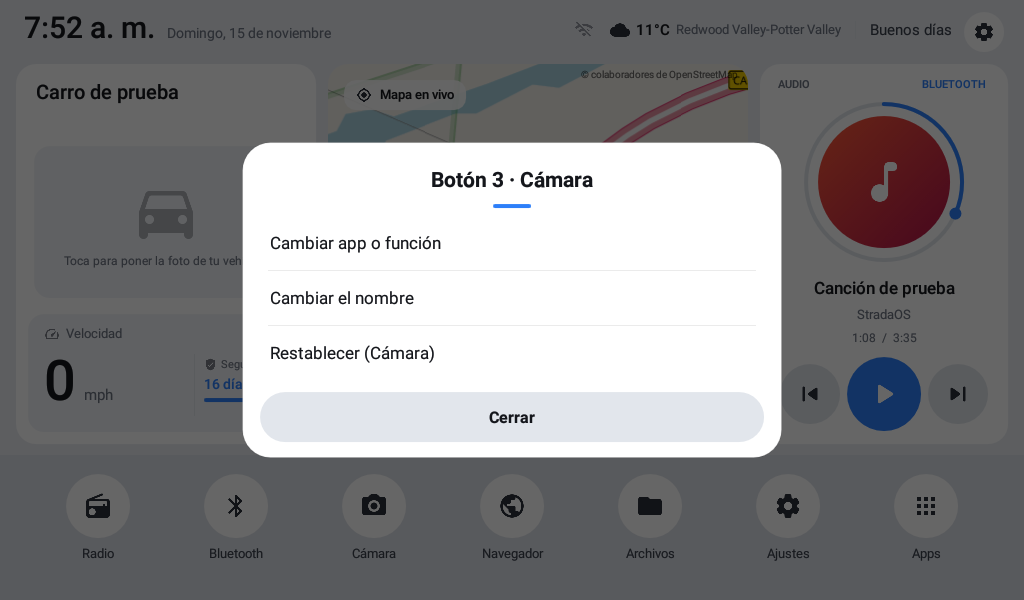 7:52 a. m.
Domingo, 15 de noviembre
11°C
Redwood Valley-Potter Valley
Buenos días
Carro de prueba
© colaboradores de OpenStreetMap
CA
Mapa en vivo
AUDIO
BLUETOOTH
Toca para poner la foto de tu
Botón 3 · Cámara
Cambiar app o función
Cambiar el nombre
Restablecer (Cámara)
Cerrar
Canción de prueba
StradaOS
1:08 / 3:35
Velocidad
0 mph
16
Radio
Bluetooth
Cámara
Navegador
Archivos
Ajustes
Apps